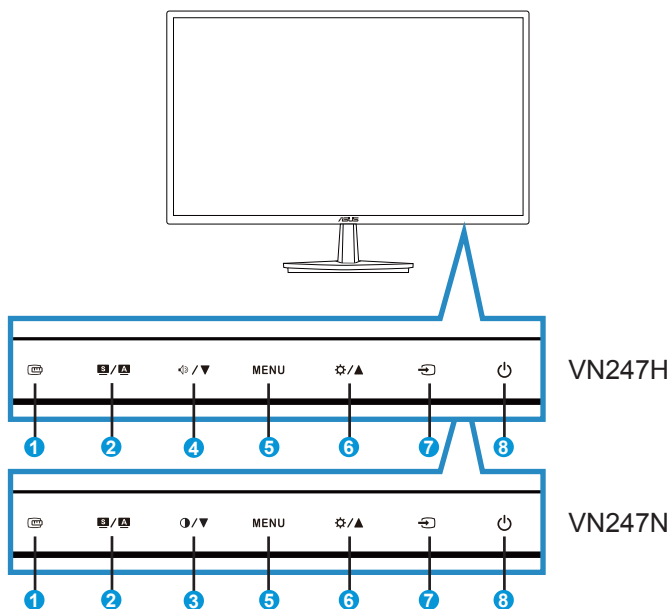 ASUS
S / A / MENU / VN247H
1 2 4 5 6 7 8
S / A / MENU / VN247N
1 2 3 5 6 7 8